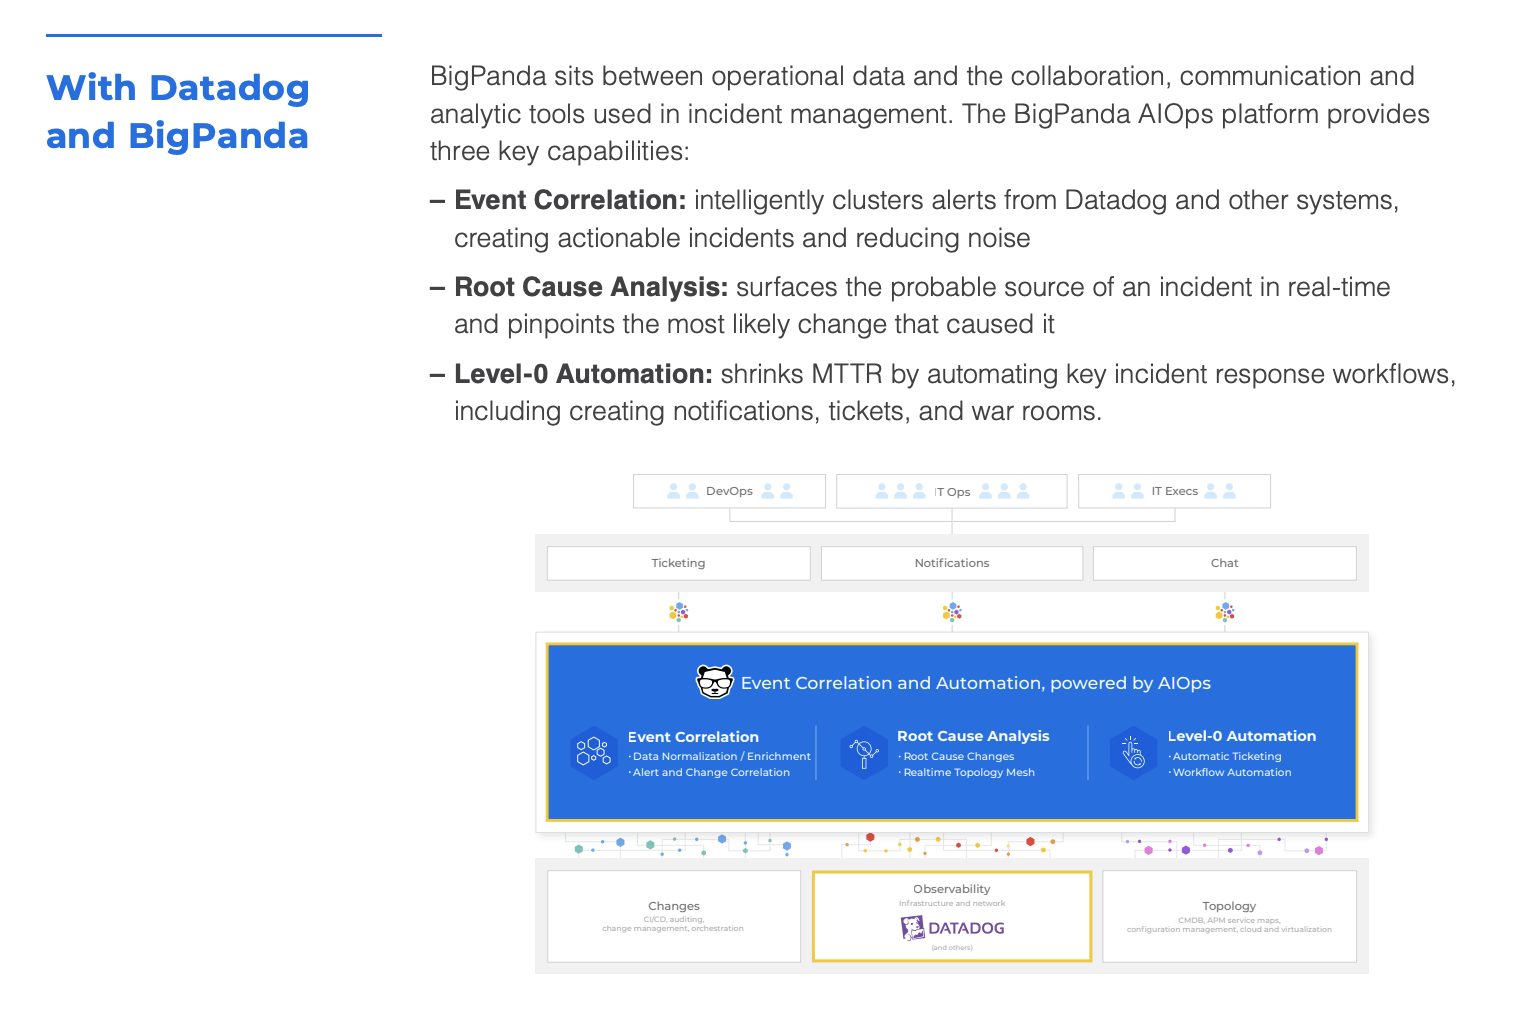 With Datadog
and BigPanda
BigPanda sits between operational data and the collaboration, communication and
analytic tools used in incident management. The BigPanda AIOps platform provides
three key capabilities:
– Event Correlation: intelligently clusters alerts from Datadog and other systems,
creating actionable incidents and reducing noise
– Root Cause Analysis: surfaces the probable source of an incident in real-time
and pinpoints the most likely change that caused it
– Level-0 Automation: shrinks MTTR by automating key incident response workflows,
including creating notifications, tickets, and war rooms.
DevOps
IT Ops
IT Execs
Ticketing
Notifications
Chat
Event Correlation and Automation, powered by AIOps
Event Correlation
· Data Normalization / Enrichment
· Alert and Change Correlation
Root Cause Analysis
· Root Cause Changes
· Realtime Topology Mesh
Level-0 Automation
· Automatic Ticketing
· Workflow Automation
Changes
CI/CD, auditing,
change management, orchestration
Observability
Infrastructure and network
DATADOG
(and others)
Topology
CMDB, APM service maps,
configuration management, cloud and virtualization